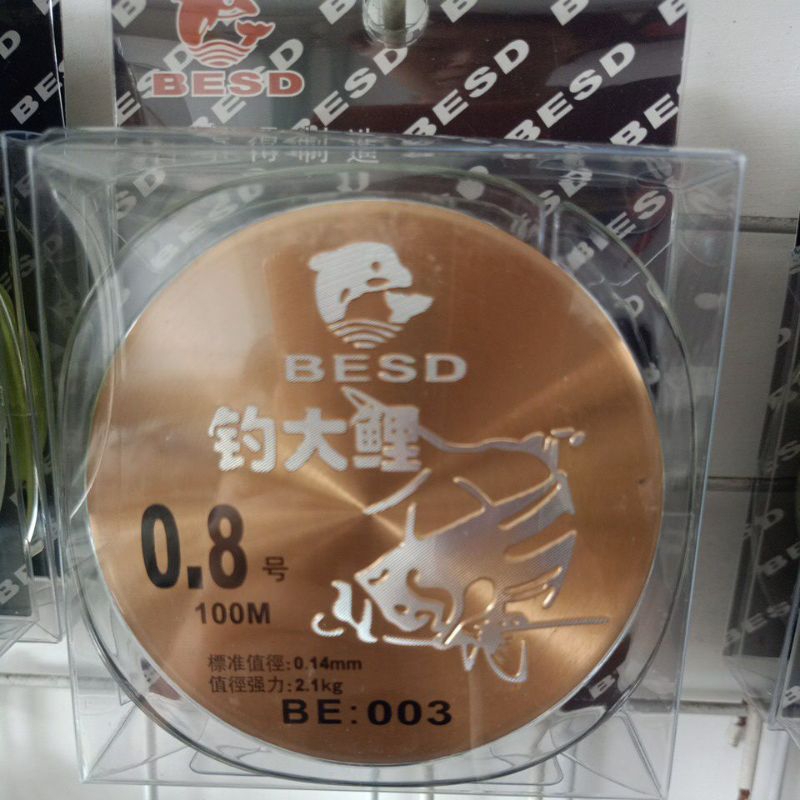 BESD
BESD
钓大鲤
0.8号
100M
標准值徑:0.14mm
值徑强力:2.1kg
BE:003